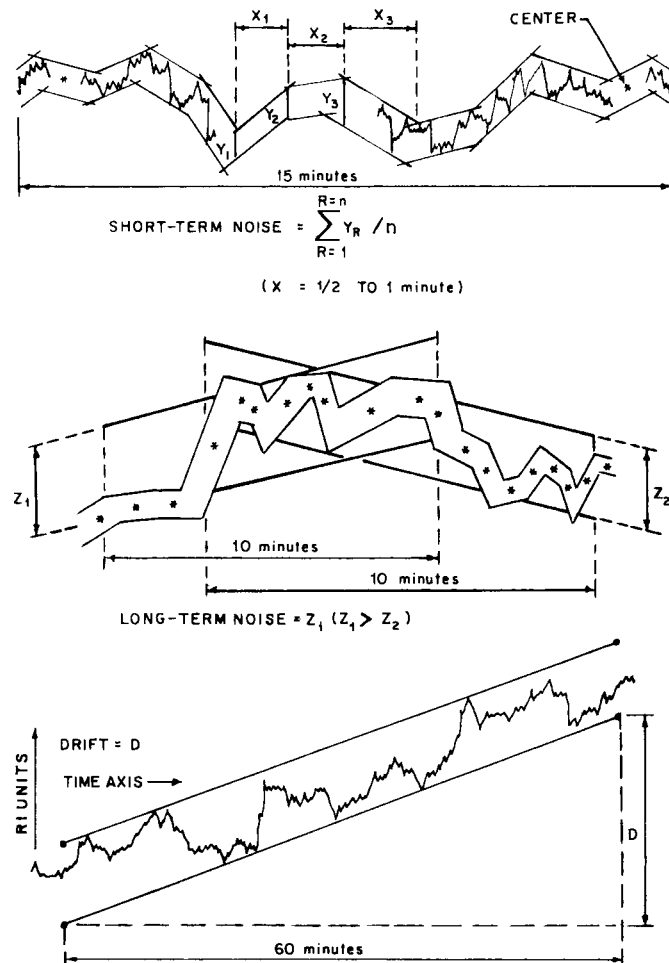 X₁
X₂
X₃
CENTER
*
*
Y₁
Y₂
Y₃
15 minutes
SHORT-TERM NOISE = ∑ Y_R / n
R=n
R=1
(X = 1/2 TO 1 minute)
Z₁
Z₂
10 minutes
10 minutes
LONG-TERM NOISE = Z₁ (Z₁ > Z₂)
DRIFT = D
TIME AXIS
RI UNITS
D
60 minutes